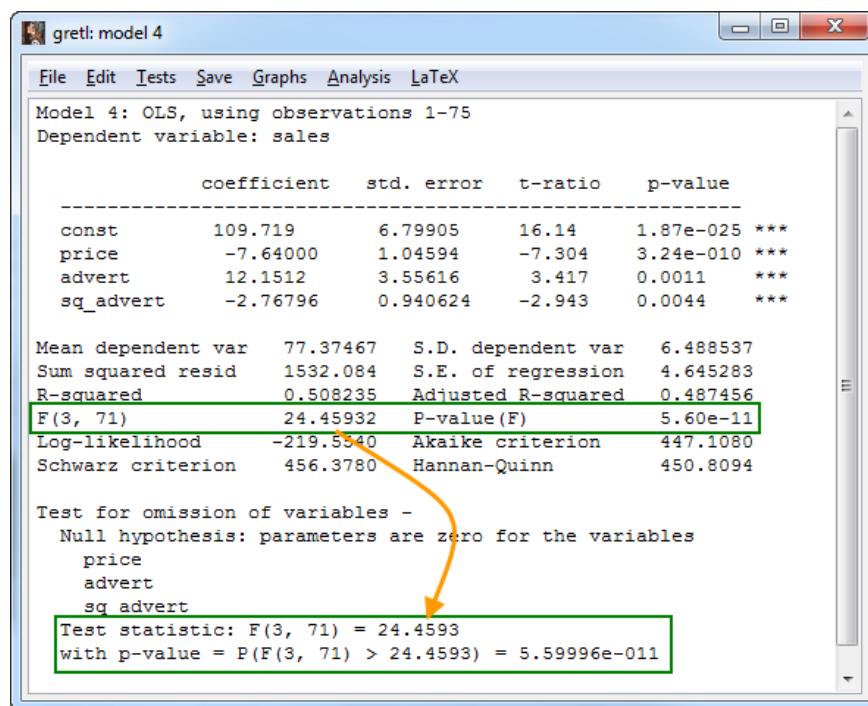 gretl: model 4
File Edit Tests Save Graphs Analysis LaTeX
Model 4: OLS, using observations 1-75
Dependent variable: sales
coefficient std. error t-ratio p-value
---------------------------------------------------------
const 109.719 6.79905 16.14 1.87e-025 ***
price -7.64000 1.04594 -7.304 3.24e-010 ***
advert 12.1512 3.55616 3.417 0.0011 ***
sq_advert -2.76796 0.940624 -2.943 0.0044 ***
Mean dependent var 77.37467 S.D. dependent var 6.488537
Sum squared resid 1532.084 S.E. of regression 4.645283
R-squared 0.508235 Adjusted R-squared 0.487456
F(3, 71) 24.45932 P-value(F) 5.60e-11
Log-likelihood -219.5540 Akaike criterion 447.1080
Schwarz criterion 456.3780 Hannan-Quinn 450.8094
Test for omission of variables -
Null hypothesis: parameters are zero for the variables
price
advert
sq_advert
Test statistic: F(3, 71) = 24.4593
with p-value = P(F(3, 71) > 24.4593) = 5.59996e-011